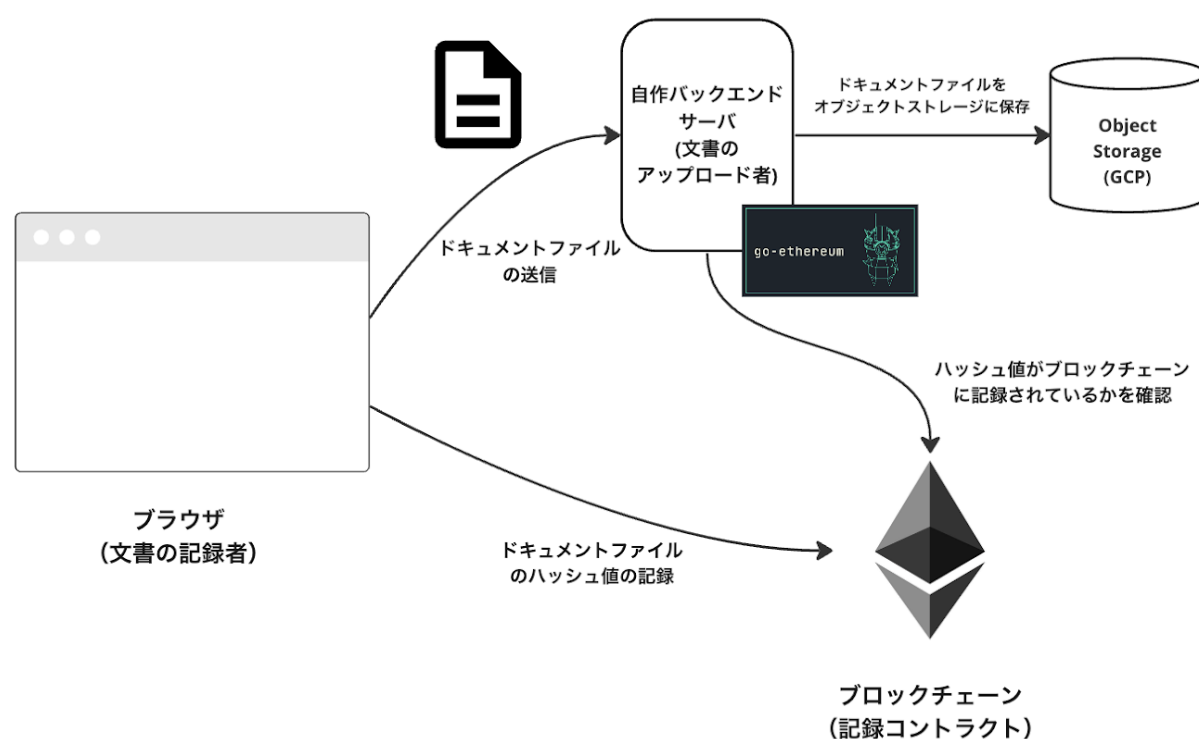 自作バックエンド
サーバ
(文書の
アップロード者)
ドキュメントファイルを
オブジェクトストレージに保存
Object
Storage
(GCP)
go-ethereum
ドキュメントファイル
の送信
ハッシュ値がブロックチェーン
に記録されているかを確認
ブラウザ
（文書の記録者）
ドキュメントファイル
のハッシュ値の記録
ブロックチェーン
（記録コントラクト）